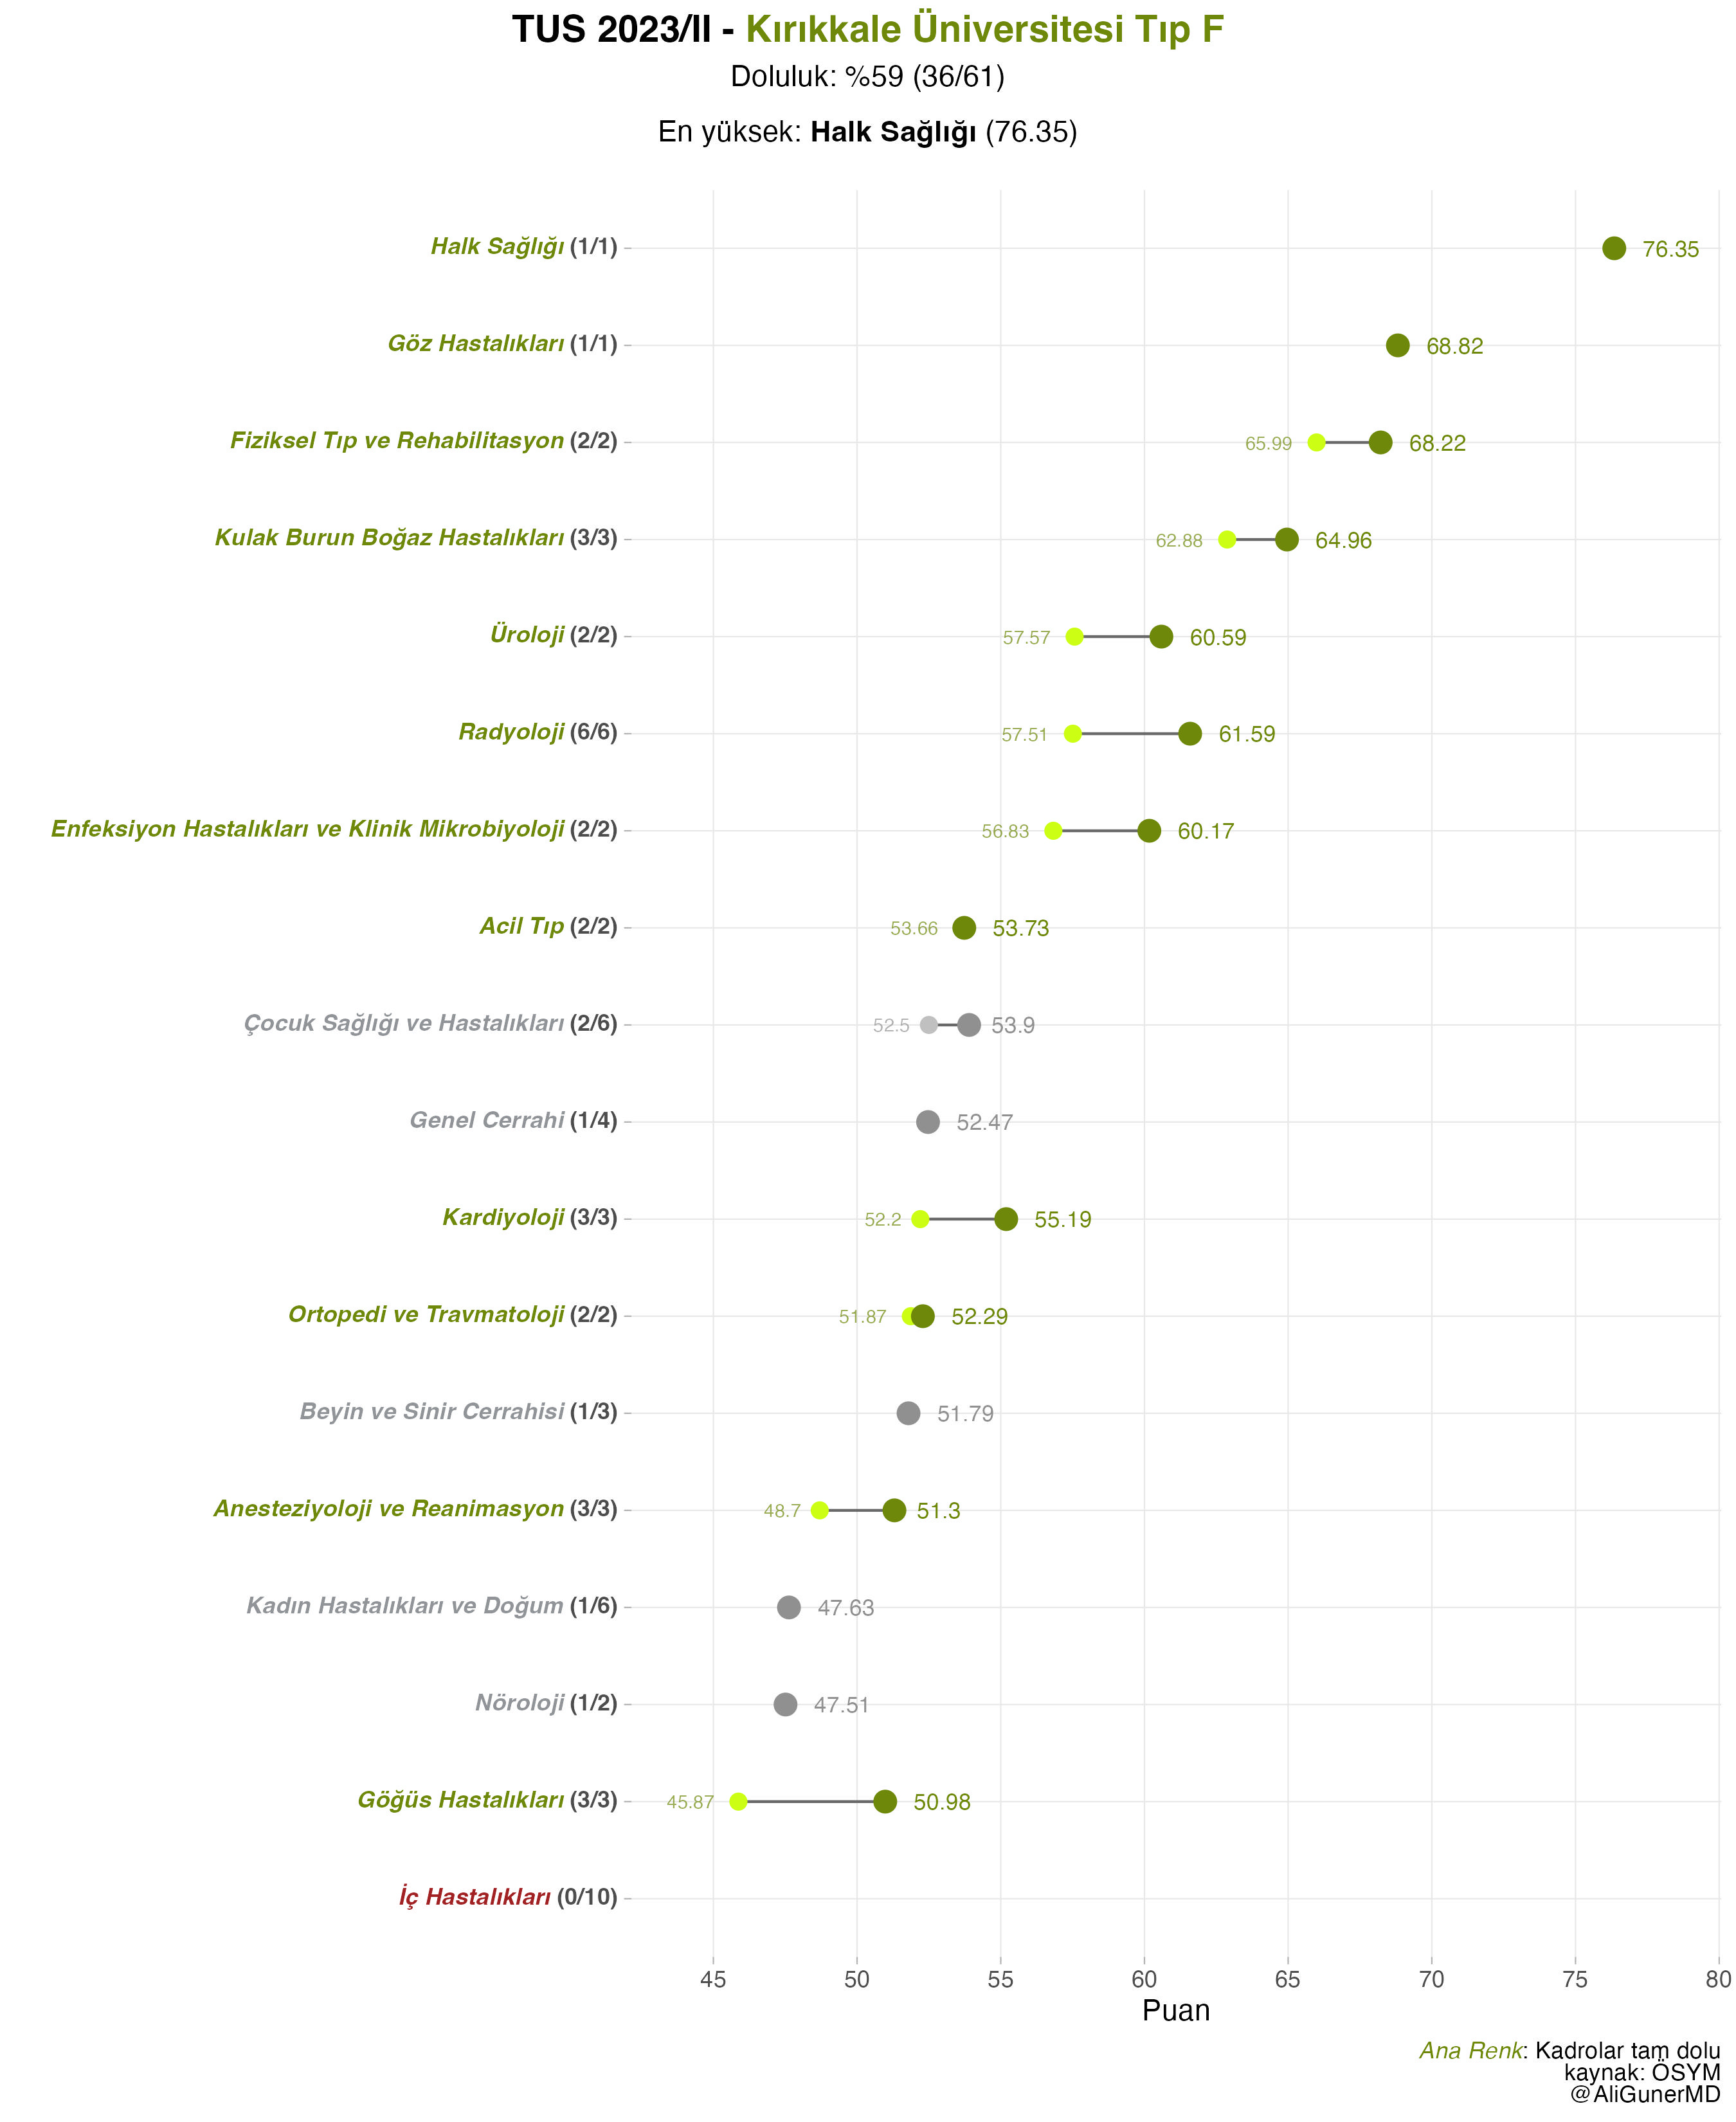 TUS 2023/II - Kırıkkale Üniversitesi Tıp F
Doluluk: %59 (36/61)
En yüksek: Halk Sağlığı (76.35)
Halk Sağlığı (1/1) 76.35
Göz Hastalıkları (1/1) 68.82
Fiziksel Tıp ve Rehabilitasyon (2/2) 65.99 68.22
Kulak Burun Boğaz Hastalıkları (3/3) 62.88 64.96
Üroloji (2/2) 57.57 60.59
Radyoloji (6/6) 57.51 61.59
Enfeksiyon Hastalıkları ve Klinik Mikrobiyoloji (2/2) 56.83 60.17
Acil Tıp (2/2) 53.66 53.73
Çocuk Sağlığı ve Hastalıkları (2/6) 52.5 53.9
Genel Cerrahi (1/4) 52.47
Kardiyoloji (3/3) 52.2 55.19
Ortopedi ve Travmatoloji (2/2) 51.87 52.29
Beyin ve Sinir Cerrahisi (1/3) 51.79
Anesteziyoloji ve Reanimasyon (3/3) 48.7 51.3
Kadın Hastalıkları ve Doğum (1/6) 47.63
Nöroloji (1/2) 47.51
Göğüs Hastalıkları (3/3) 45.87 50.98
İç Hastalıkları (0/10)
45 50 55 60 65 70 75 80
Puan
Ana Renk: Kadrolar tam dolu
kaynak: ÖSYM
@AliGunerMD